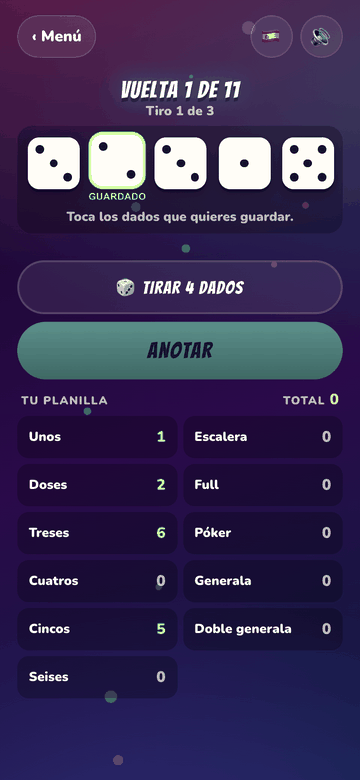 ‹ Menú
VUELTA 1 DE 11
Tiro 1 de 3
GUARDADO
Toca los dados que quieres guardar.
TIRAR 4 DADOS
ANOTAR
TU PLANILLA
TOTAL 0
Unos 1
Escalera 0
Doses 2
Full 0
Treses 6
Póker 0
Cuatros 0
Generala 0
Cincos 5
Doble generala 0
Seises 0